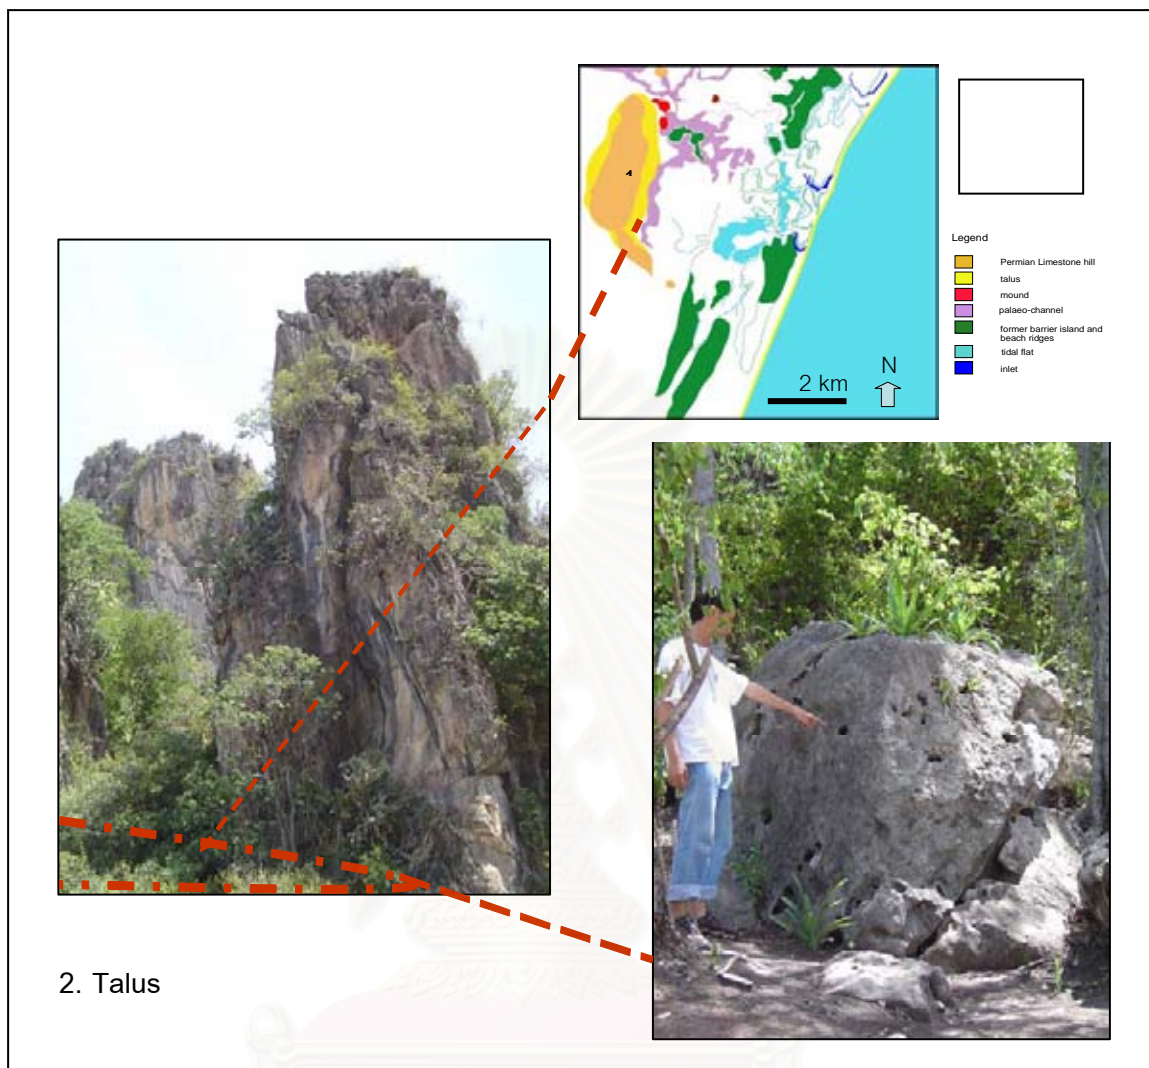 2 km
N
Legend
Permian Limestone hill
talus
mound
palaeo-channel
former barrier island and
beach ridges
tidal flat
inlet
2. Talus